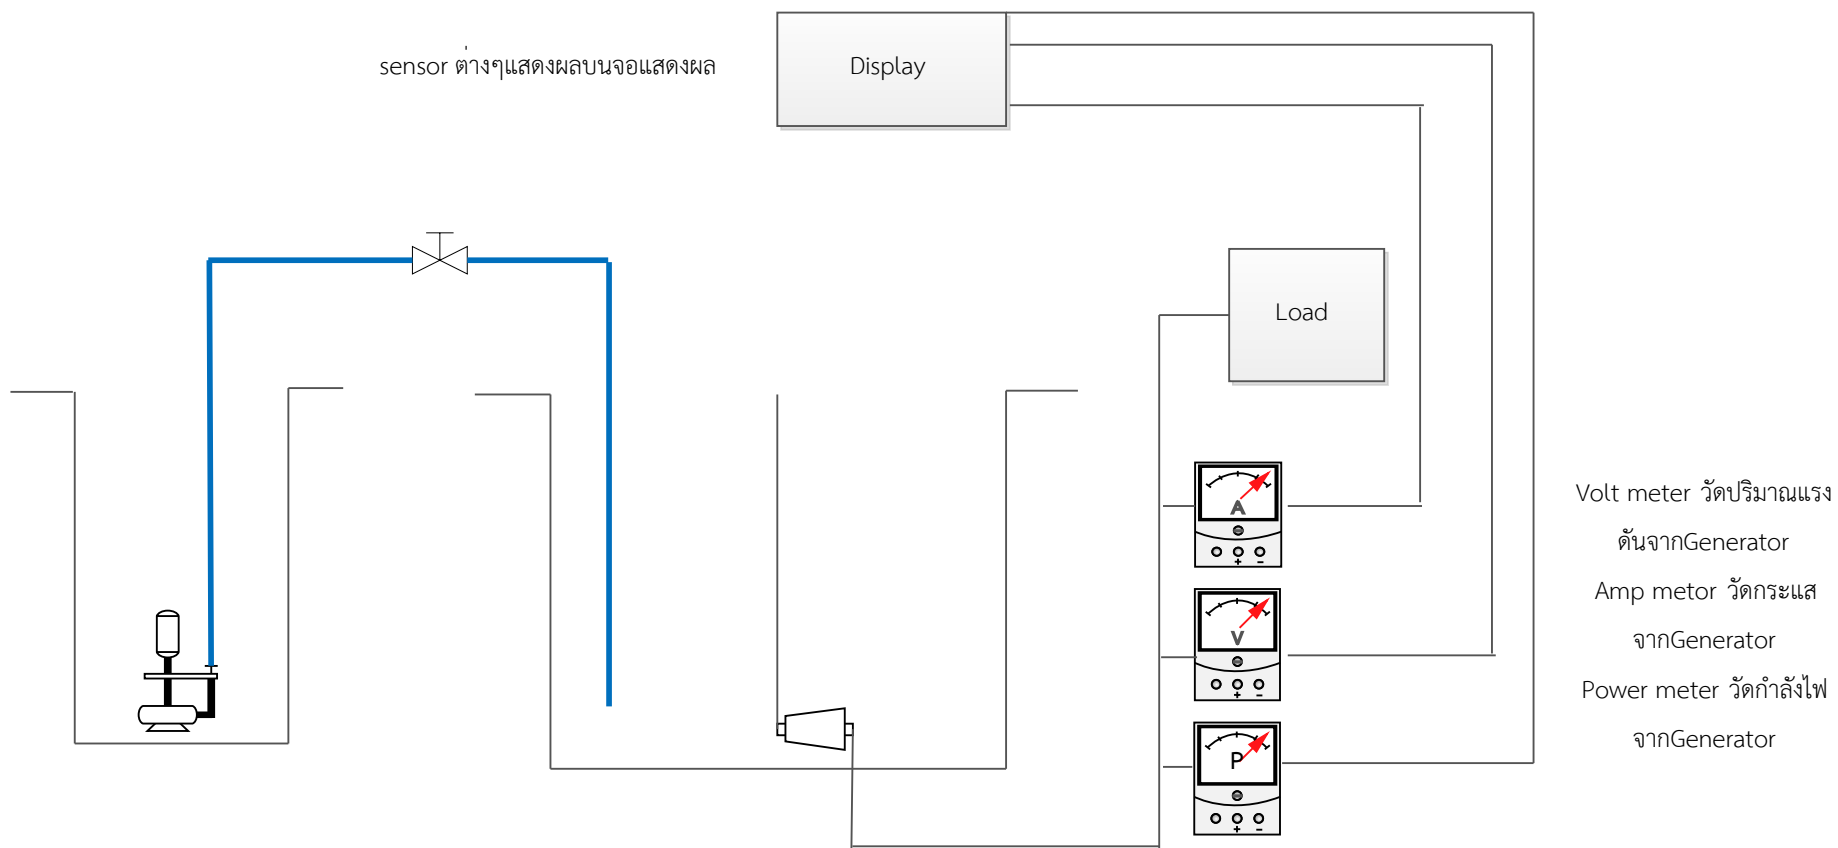 sensor ต่างๆแสดงผลบนจอแสดงผล
Display
Load
A
+ −
V
+ −
P
+ −
Volt meter วัดปริมาณแรง
ดันจากGenerator
Amp metor วัดกระแส
จากGenerator
Power meter วัดกำลังไฟ
จากGenerator